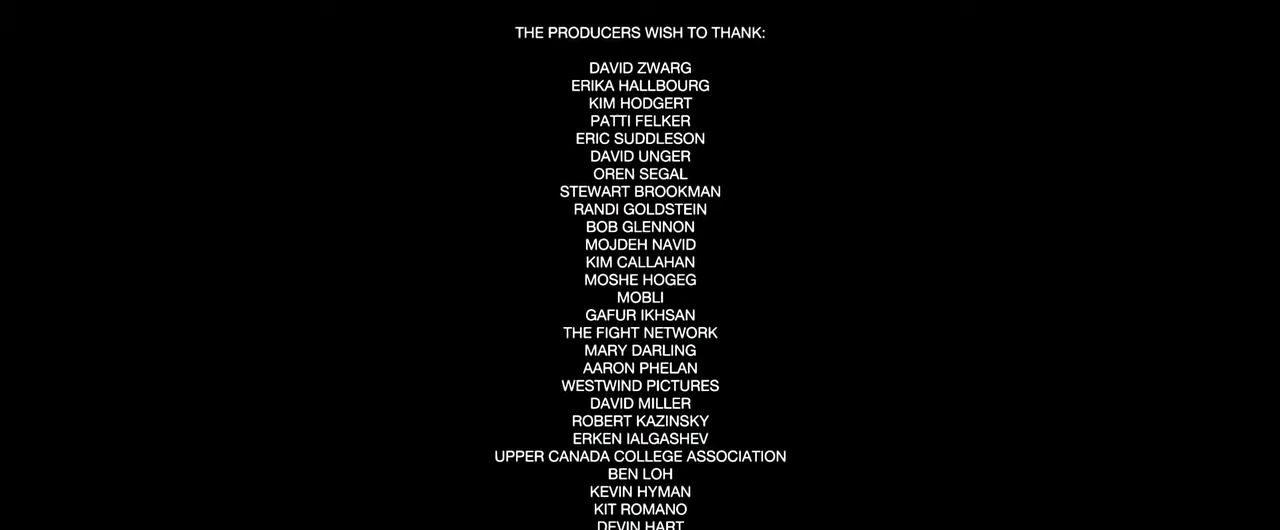 THE PRODUCERS WISH TO THANK:
DAVID ZWARG
ERIKA HALLBOURG
KIM HODGERT
PATTI FELKER
ERIC SUDDLESON
DAVID UNGER
OREN SEGAL
STEWART BROOKMAN
RANDI GOLDSTEIN
BOB GLENNON
MOJDEH NAVID
KIM CALLAHAN
MOSHE HOGEG
MOBLI
GAFUR IKHSAN
THE FIGHT NETWORK
MARY DARLING
AARON PHELAN
WESTWIND PICTURES
DAVID MILLER
ROBERT KAZINSKY
ERKEN IALGASHEV
UPPER CANADA COLLEGE ASSOCIATION
BEN LOH
KEVIN HYMAN
KIT ROMANO
DEVIN HART